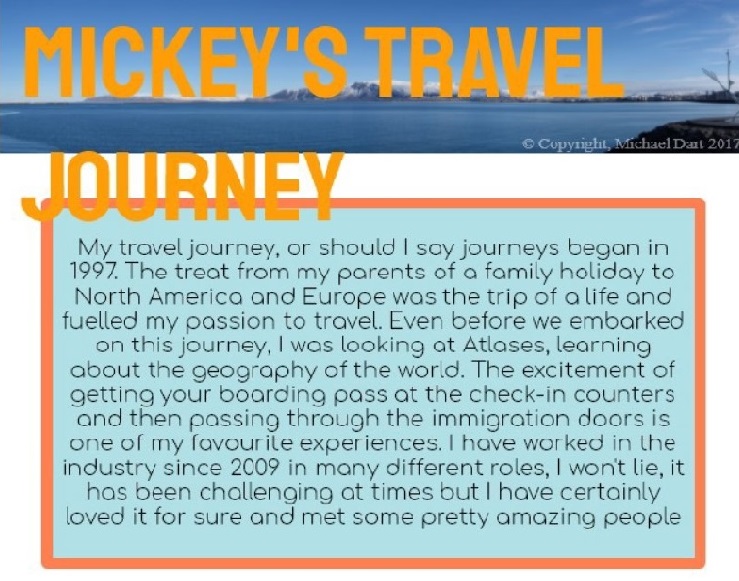 MICKEY'S TRAVEL
© Copyright, Michael Dart 2017
JOURNEY
My travel journey, or should I say journeys began in
1997. The treat from my parents of a family holiday to
North America and Europe was the trip of a life and
fuelled my passion to travel. Even before we embarked
on this journey, I was looking at Atlases, learning
about the geography of the world. The excitement of
getting your boarding pass at the check-in counters
and then passing through the immigration doors is
one of my favourite experiences. I have worked in the
industry since 2009 in many different roles, I won't lie, it
has been challenging at times but I have certainly
loved it for sure and met some pretty amazing people